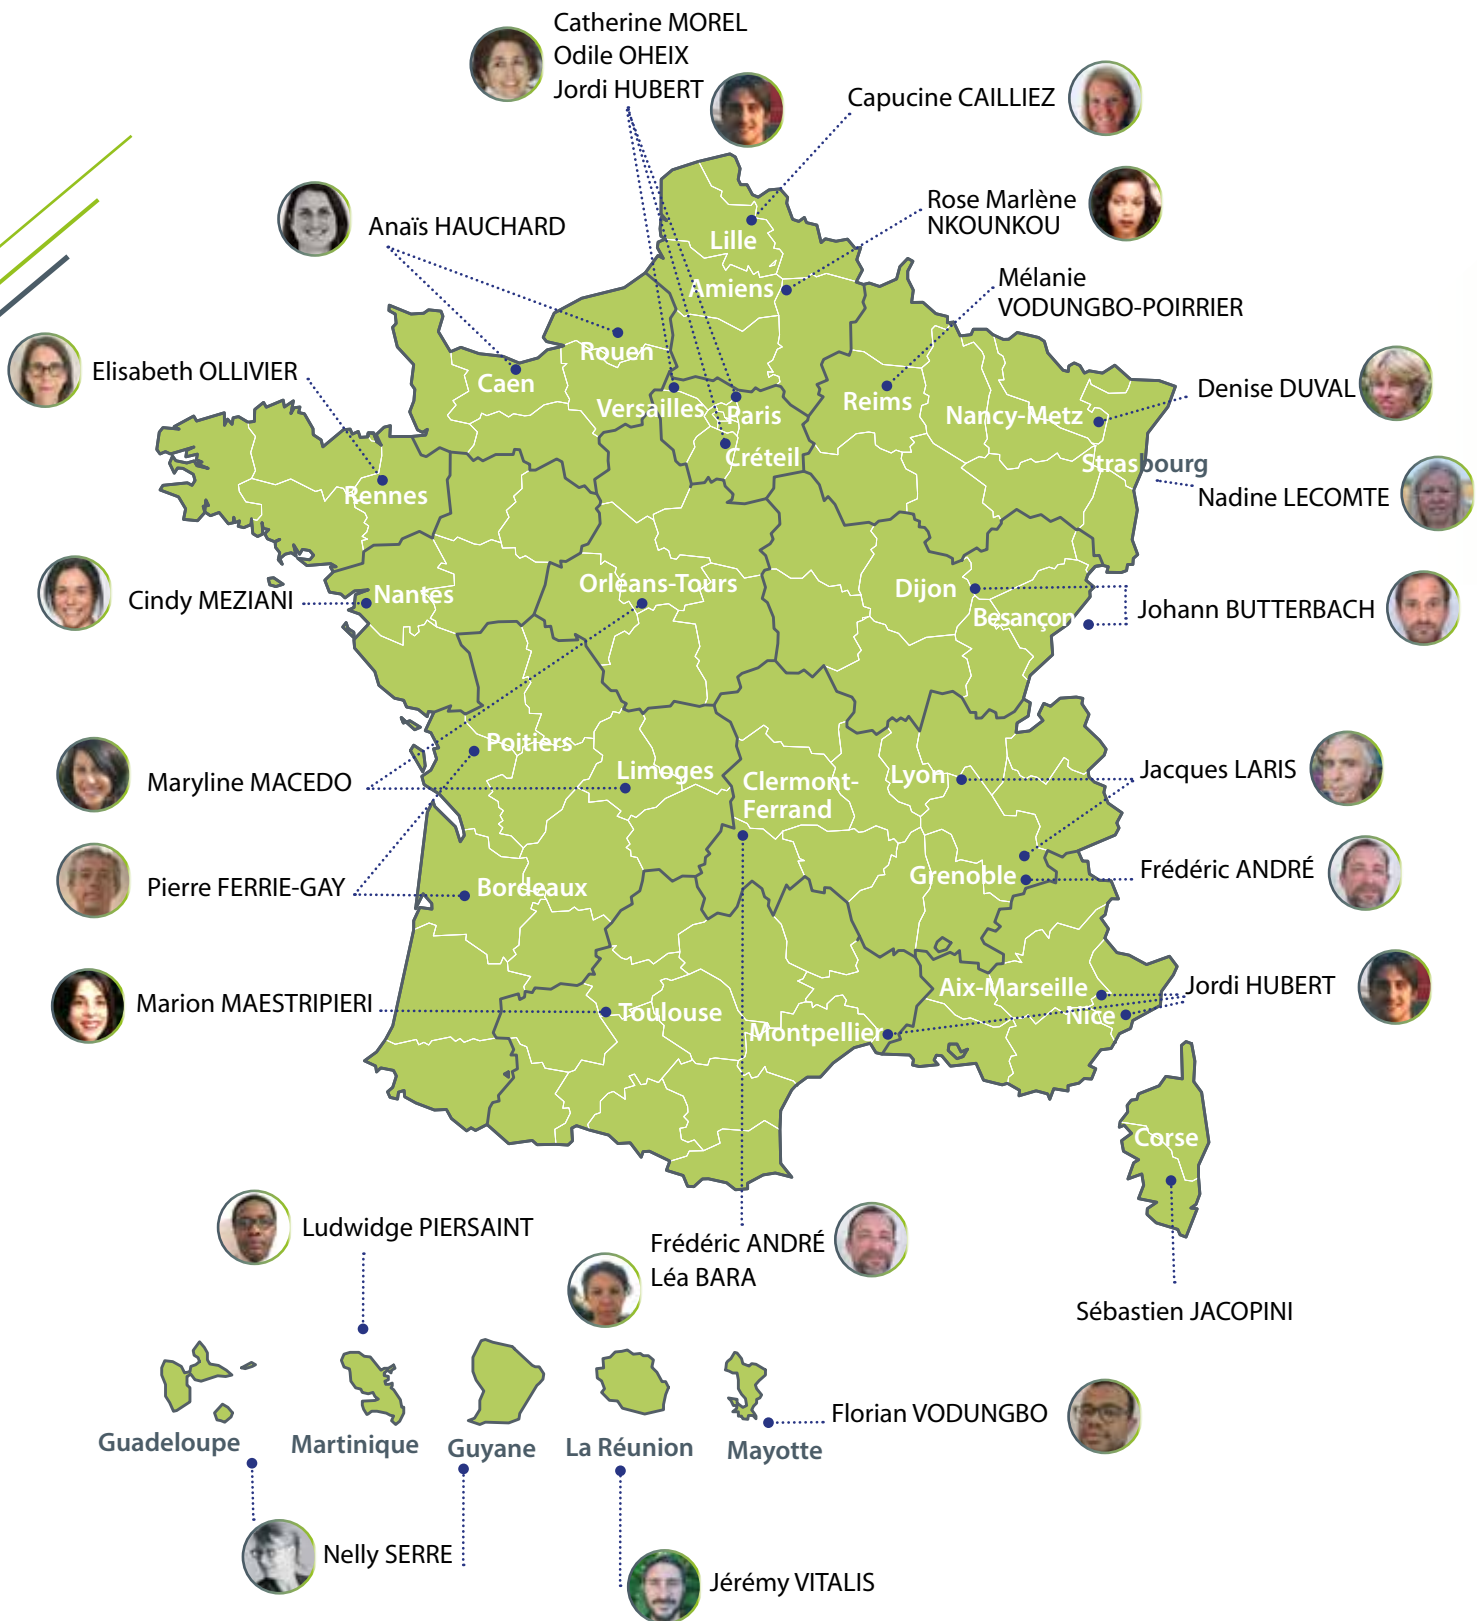 Catherine MOREL
Odile OHEIX
Jordi HUBERT
Capucine CAILLIEZ
Rose Marlène
NKOUNKOU
Anaïs HAUCHARD
Lille
Amiens
Mélanie
VODUNGBO-POIRRIER
Rouen
Elisabeth OLLIVIER
Caen
Versailles
Paris
Reims
Nancy-Metz
Denise DUVAL
Créteil
Strasbourg
Rennes
Nadine LECOMTE
Cindy MEZIANI
Nantes
Orléans-Tours
Dijon
Besançon
Johann BUTTERBACH
Poitiers
Maryline MACEDO
Limoges
Clermont-
Ferrand
Lyon
Jacques LARIS
Pierre FERRIE-GAY
Bordeaux
Grenoble
Frédéric ANDRÉ
Marion MAESTRIPIERI
Toulouse
Montpellier
Aix-Marseille
Nice
Jordi HUBERT
Corse
Ludwidge PIERSAINT
Frédéric ANDRÉ
Léa BARA
Sébastien JACOPINI
Florian VODUNGBO
Guadeloupe
Martinique
Guyane
La Réunion
Mayotte
Nelly SERRE
Jérémy VITALIS